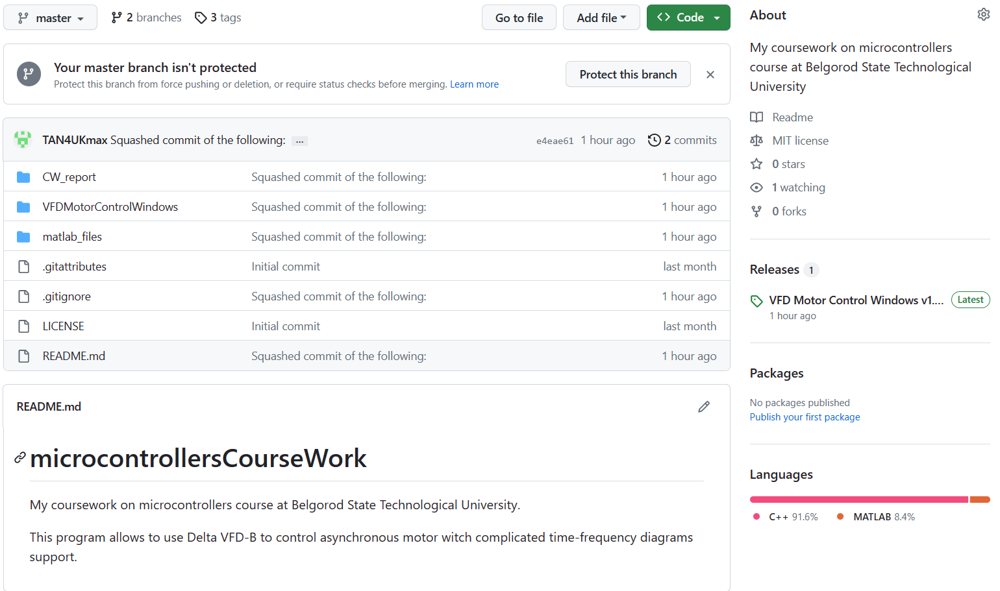 master
2 branches
3 tags
Go to file
Add file
Code
Your master branch isn't protected
Protect this branch from force pushing or deletion, or require status checks before merging. Learn more
Protect this branch
TAN4UKmax Squashed commit of the following: ...
e4eae61 1 hour ago 2 commits
CW_report Squashed commit of the following: 1 hour ago
VFDMotorControlWindows Squashed commit of the following: 1 hour ago
matlab_files Squashed commit of the following: 1 hour ago
.gitattributes Initial commit last month
.gitignore Squashed commit of the following: 1 hour ago
LICENSE Initial commit last month
README.md Squashed commit of the following: 1 hour ago
README.md
microcontrollersCourseWork
My coursework on microcontrollers course at Belgorod State Technological University.
This program allows to use Delta VFD-B to control asynchronous motor witch complicated time-frequency diagrams
support.
About
My coursework on microcontrollers
course at Belgorod State Technological
University
Readme
MIT license
0 stars
1 watching
0 forks
Releases 1
VFD Motor Control Windows v1.... Latest
1 hour ago
Packages
No packages published
Publish your first package
Languages
C++ 91.6% MATLAB 8.4%